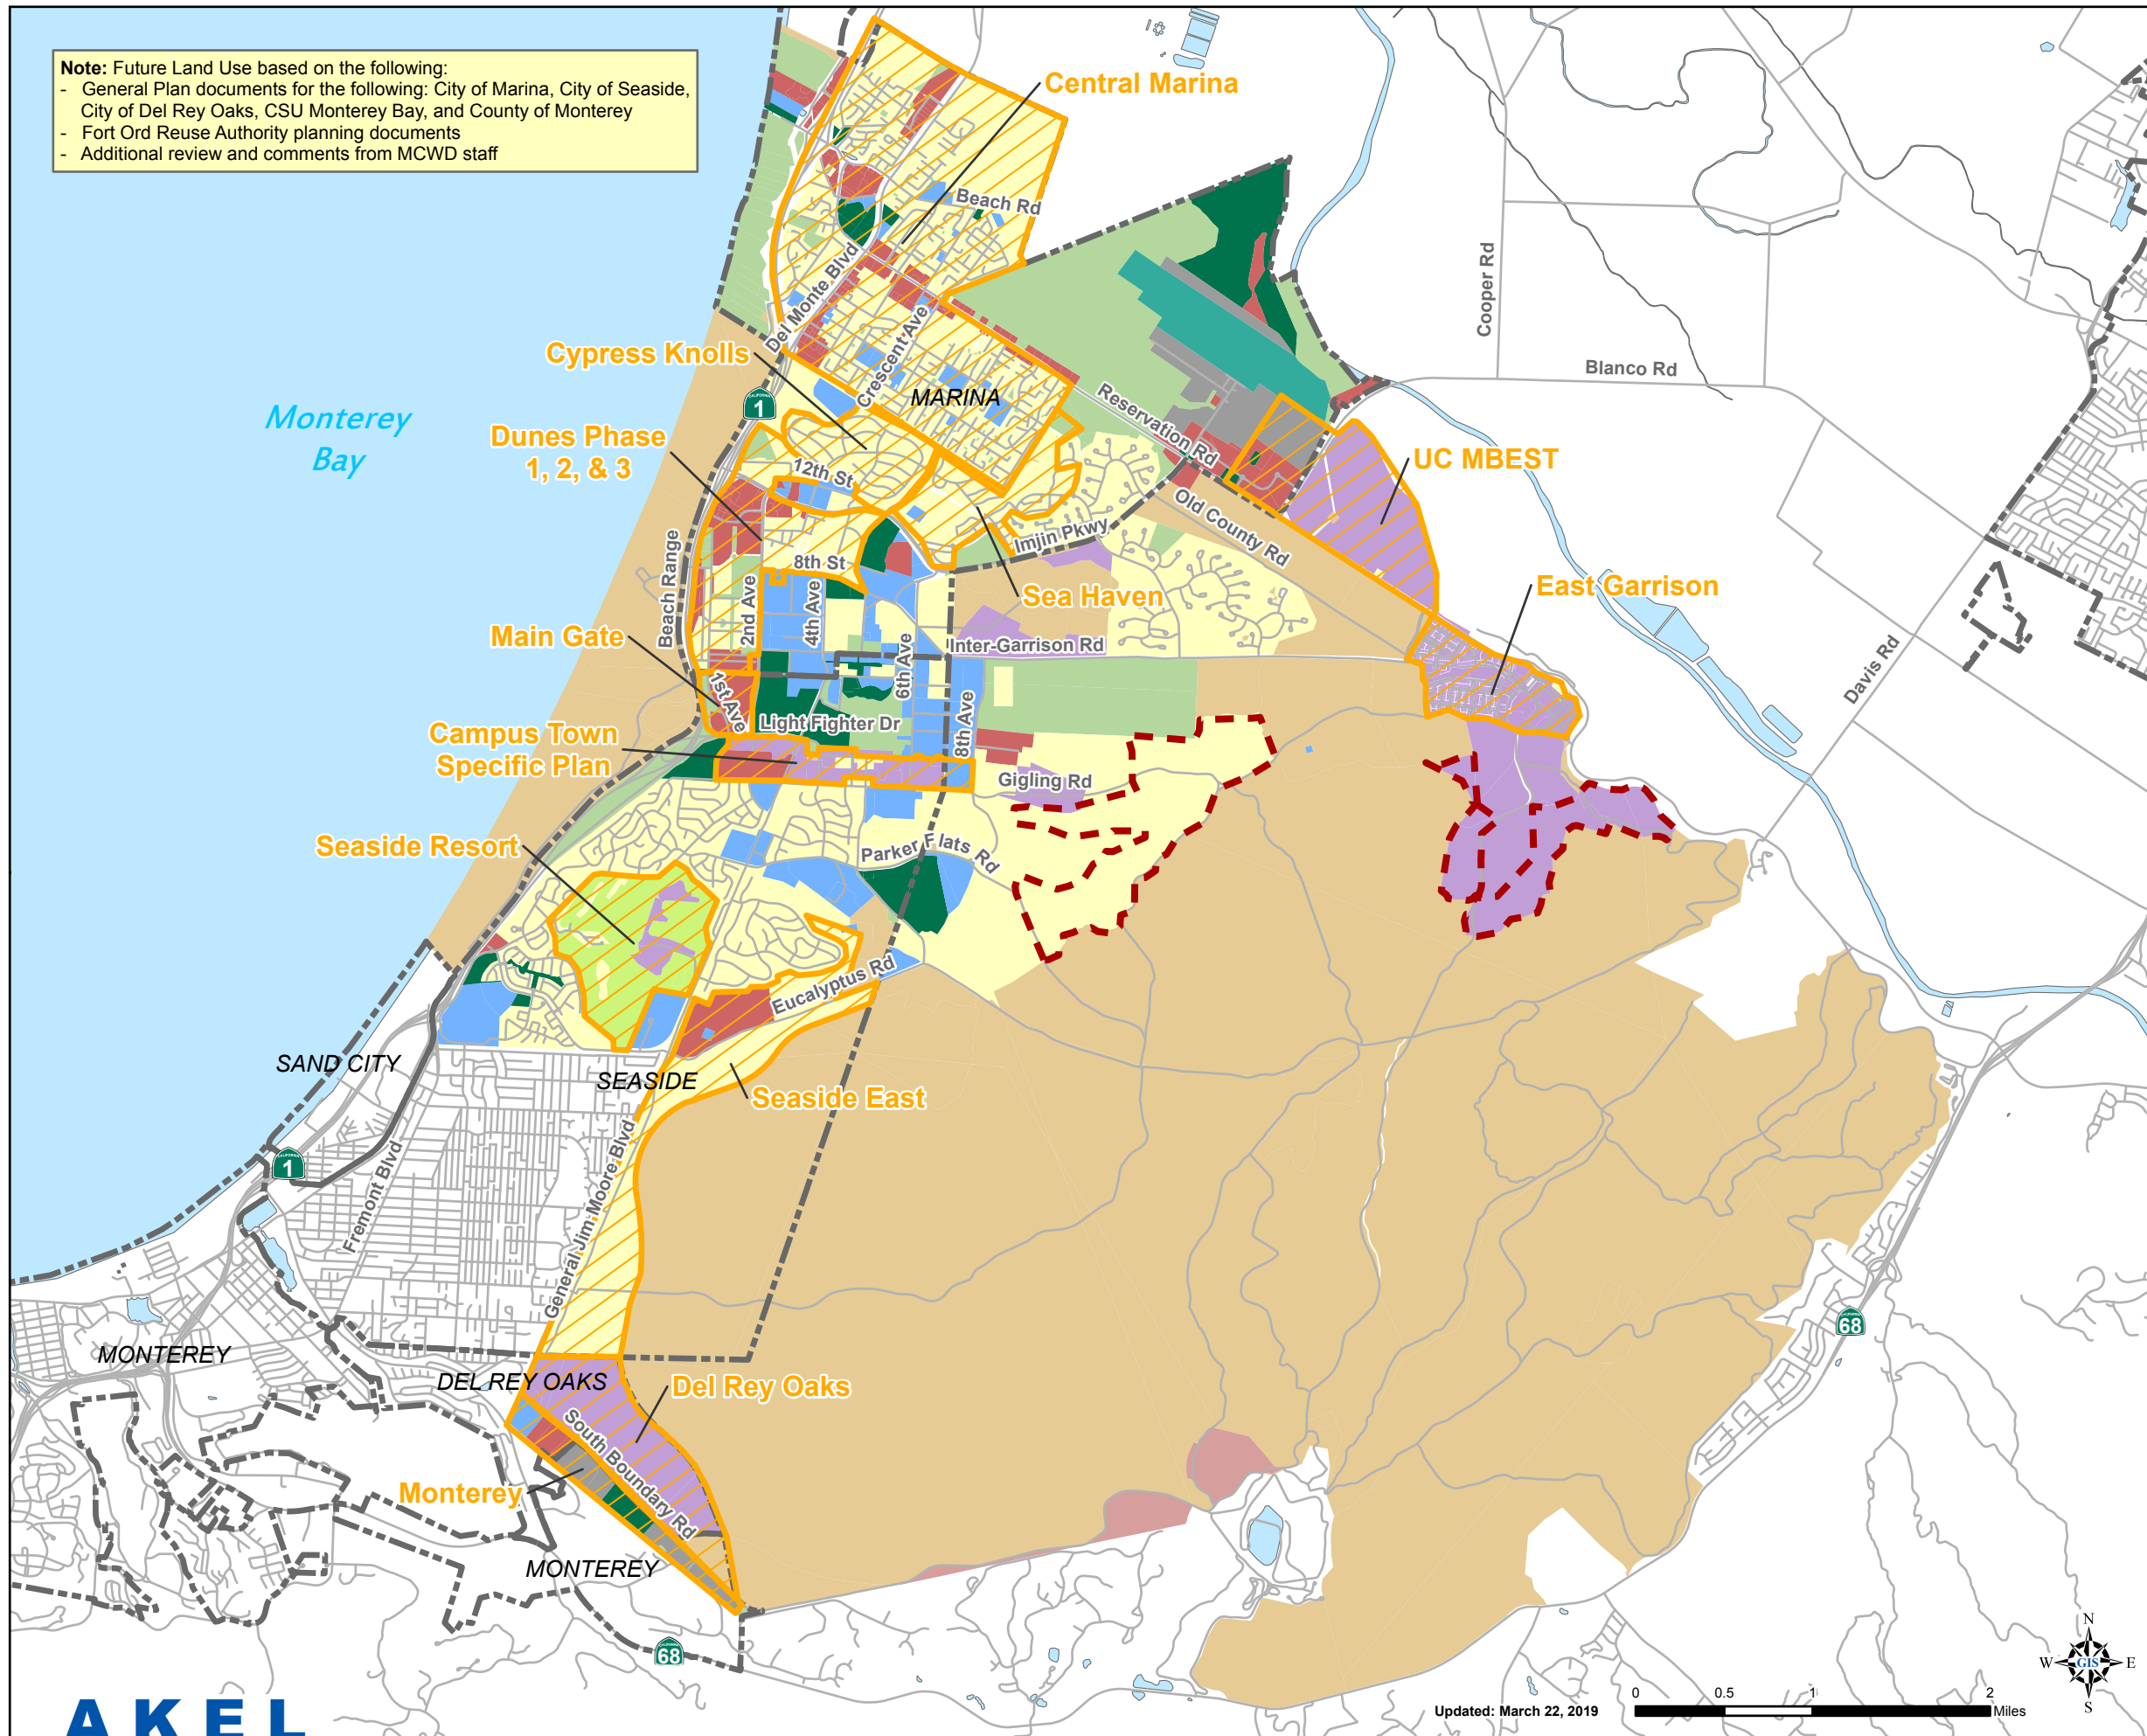 Note: Future Land Use based on the following:
- General Plan documents for the following: City of Marina, City of Seaside,
City of Del Rey Oaks, CSU Monterey Bay, and County of Monterey
- Fort Ord Reuse Authority planning documents
- Additional review and comments from MCWD staff
Central Marina
Beach Rd
Del Monte Blvd
Crescent Ave
Cypress Knolls
MARINA
Monterey
Bay
CALIFORNIA
1
Cooper Rd
Blanco Rd
Reservation Rd
Dunes Phase
1, 2, & 3
12th St
UC MBEST
Old County Rd
Imjin Pkwy
8th St
Beach Range
2nd Ave
4th Ave
Sea Haven
East Garrison
Main Gate
6th Ave
Inter-Garrison Rd
Davis Rd
1st Ave
Light Fighter Dr
8th Ave
Campus Town
Specific Plan
Gigling Rd
Seaside Resort
Parker Flats Rd
Eucalyptus Rd
SAND CITY
SEASIDE
Seaside East
CALIFORNIA
1
Fremont Blvd
General Jim Moore Blvd
CALIFORNIA
68
MONTEREY
DEL REY OAKS
Del Rey Oaks
South Boundary Rd
Monterey
MONTEREY
CALIFORNIA
68
N
W
GIS
E
S
Updated: March 22, 2019
0
0.5
1
2
Miles
AKEL